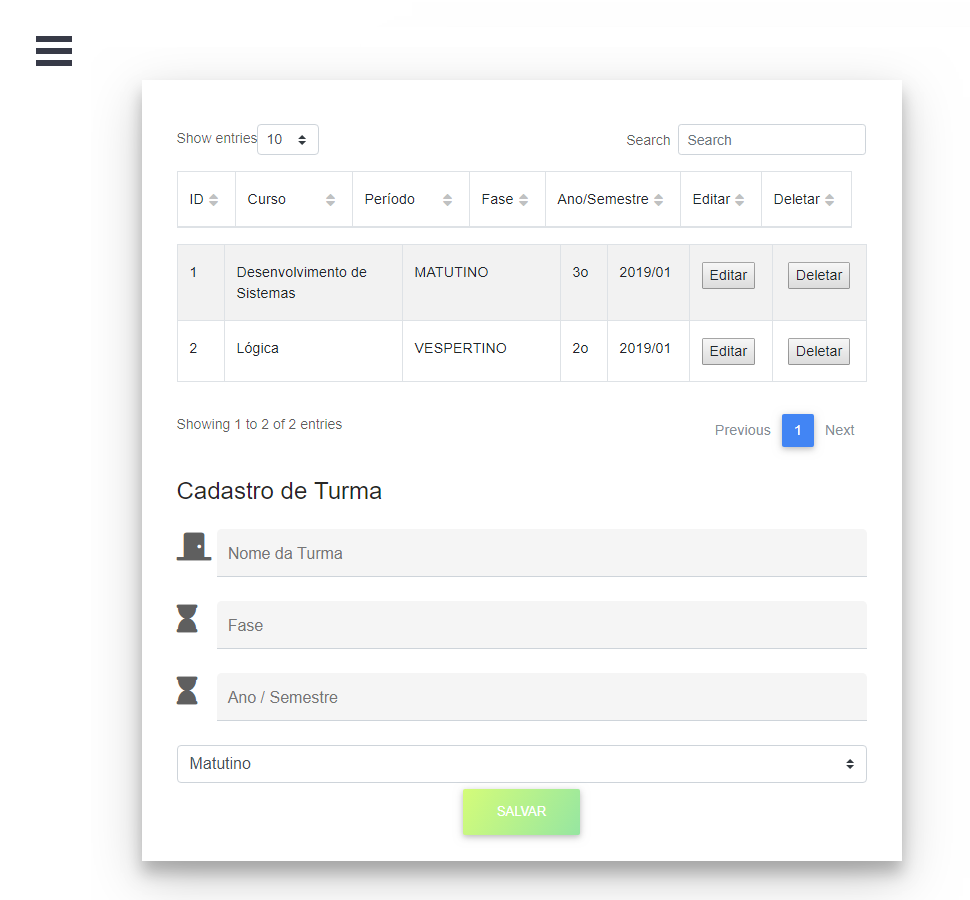 Show entries 10 Search Search
ID Curso Período Fase Ano/Semestre Editar Deletar
1 Desenvolvimento de Sistemas MATUTINO 3o 2019/01 Editar Deletar
2 Lógica VESPERTINO 2o 2019/01 Editar Deletar
Showing 1 to 2 of 2 entries Previous 1 Next
Cadastro de Turma
Nome da Turma
Fase
Ano / Semestre
Matutino
SALVAR